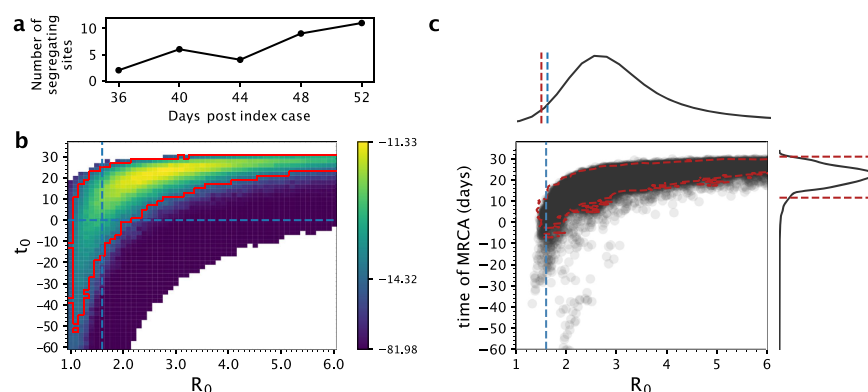 a
Number of
segregating
sites
10
5
0
36 40 44 48 52
Days post index case
b
t0
30
20
10
0
-10
-20
-30
-40
-50
-60
1.0 2.0 3.0 4.0 5.0 6.0
R0
−11.33
−14.32
−81.98
c
time of MRCA (days)
30
20
10
0
−10
−20
−30
−40
−50
−60
1 2 3 4 5 6
R0